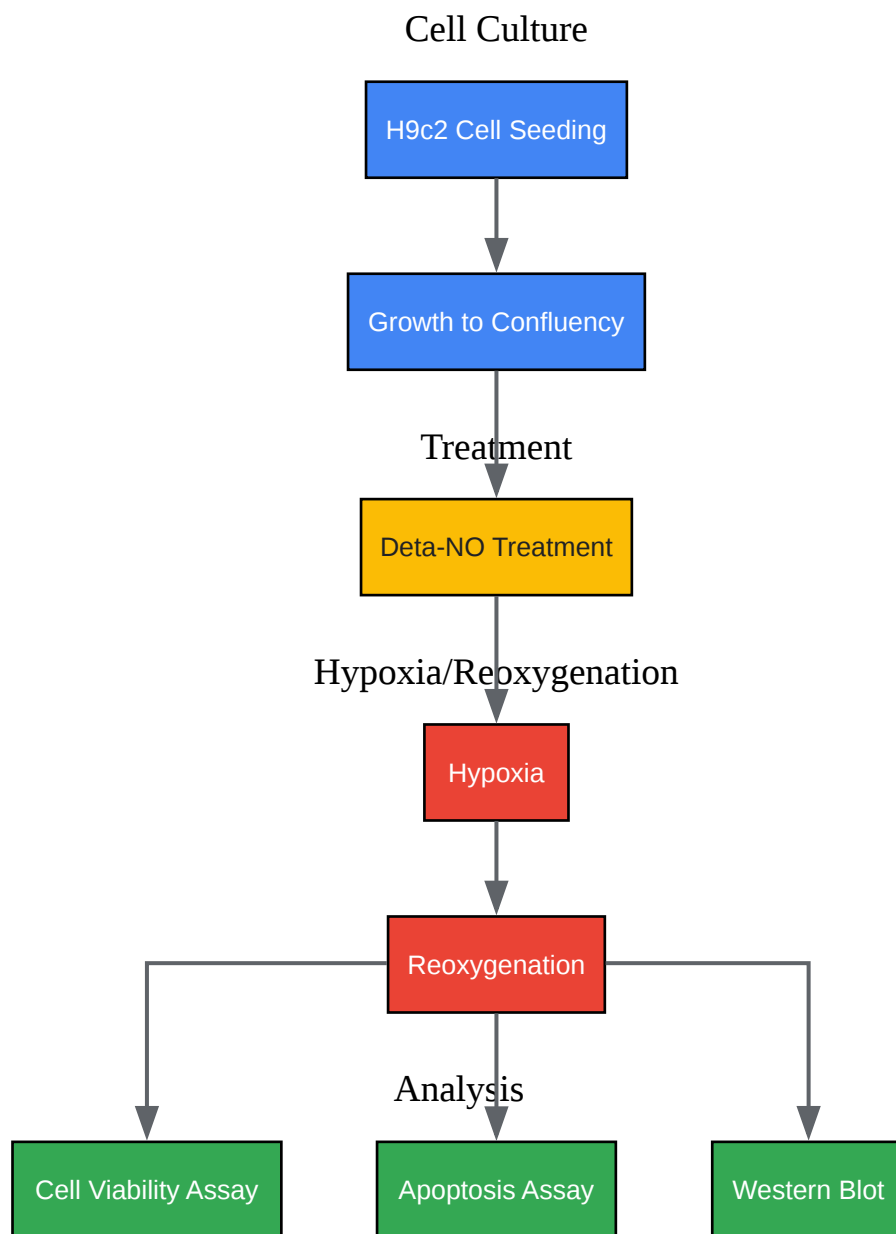 Cell Culture
H9c2 Cell Seeding
Growth to Confluency
Treatment
Deta-NO Treatment
Hypoxia/Reoxygenation
Hypoxia
Reoxygenation
Analysis
Cell Viability Assay
Apoptosis Assay
Western Blot